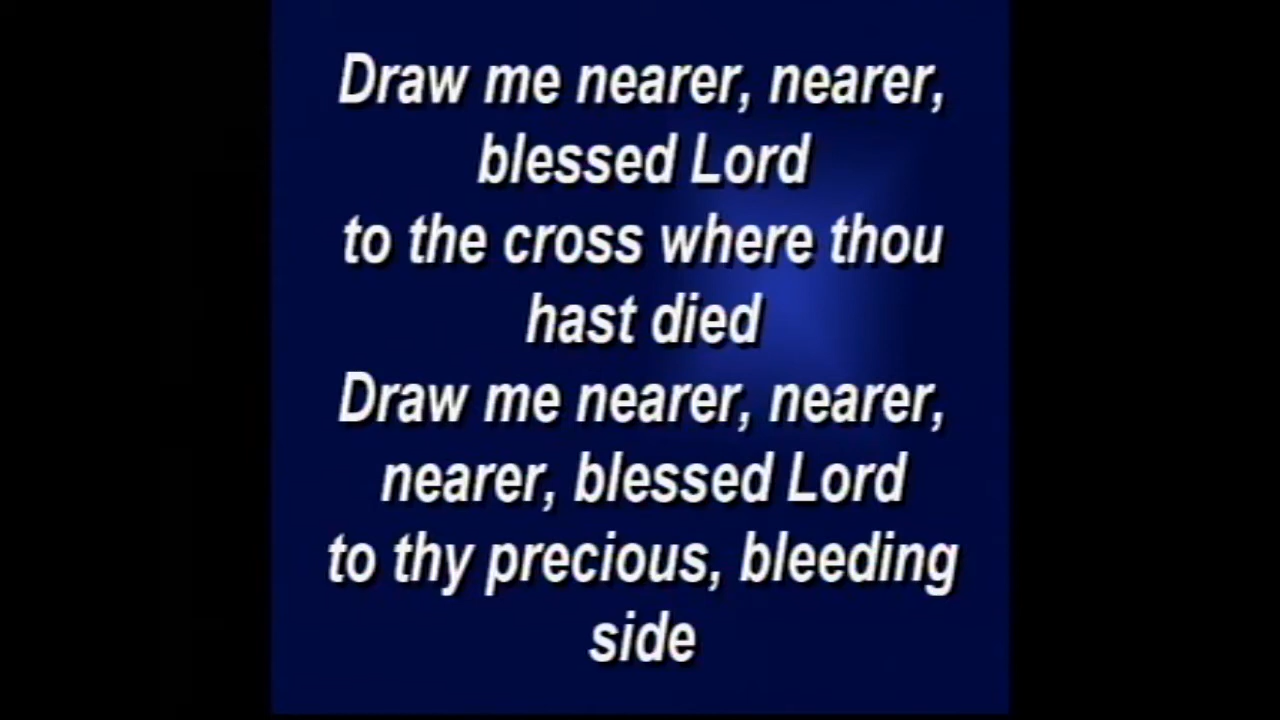 Draw me nearer, nearer,
blessed Lord
to the cross where thou
hast died
Draw me nearer, nearer,
nearer, blessed Lord
to thy precious, bleeding
side